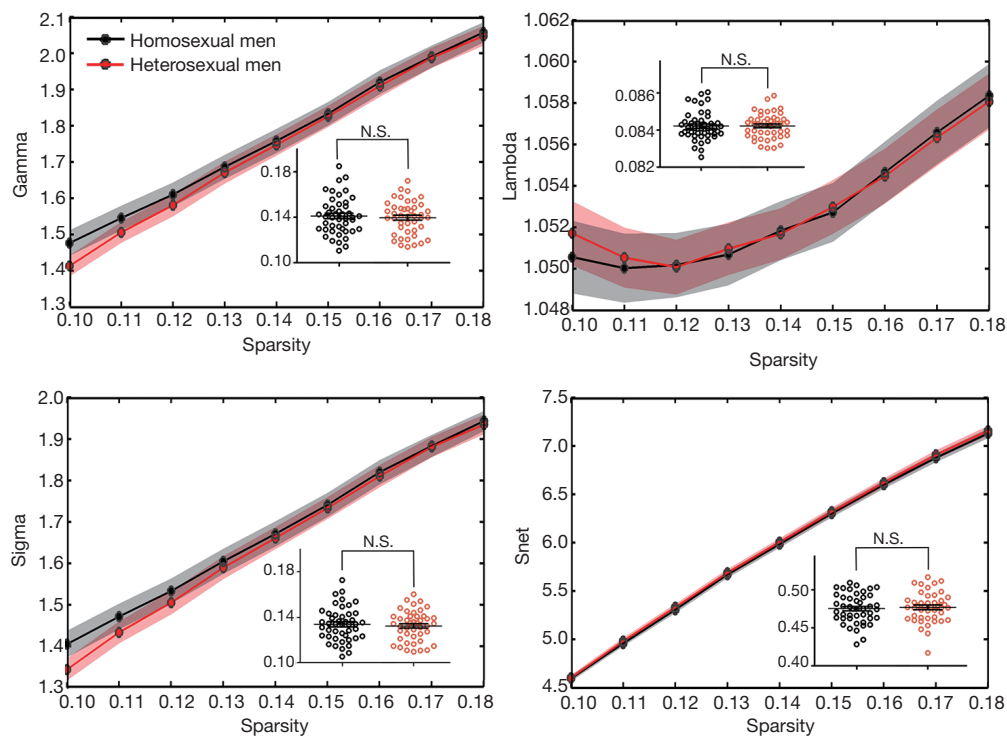 2.1
2.0
1.9
1.8
1.7
1.6
1.5
1.4
1.3
Gamma
Homosexual men
Heterosexual men
N.S.
0.18
0.14
0.10
0.10 0.11 0.12 0.13 0.14 0.15 0.16 0.17 0.18
Sparsity
1.062
1.060
1.058
1.056
1.054
1.052
1.050
1.048
Lambda
N.S.
0.086
0.084
0.082
0.10 0.11 0.12 0.13 0.14 0.15 0.16 0.17 0.18
Sparsity
2.0
1.9
1.8
1.7
1.6
1.5
1.4
1.3
Sigma
N.S.
0.18
0.14
0.10
0.10 0.11 0.12 0.13 0.14 0.15 0.16 0.17 0.18
Sparsity
7.5
7.0
6.5
6.0
5.5
5.0
4.5
Snet
N.S.
0.50
0.45
0.40
0.10 0.11 0.12 0.13 0.14 0.15 0.16 0.17 0.18
Sparsity